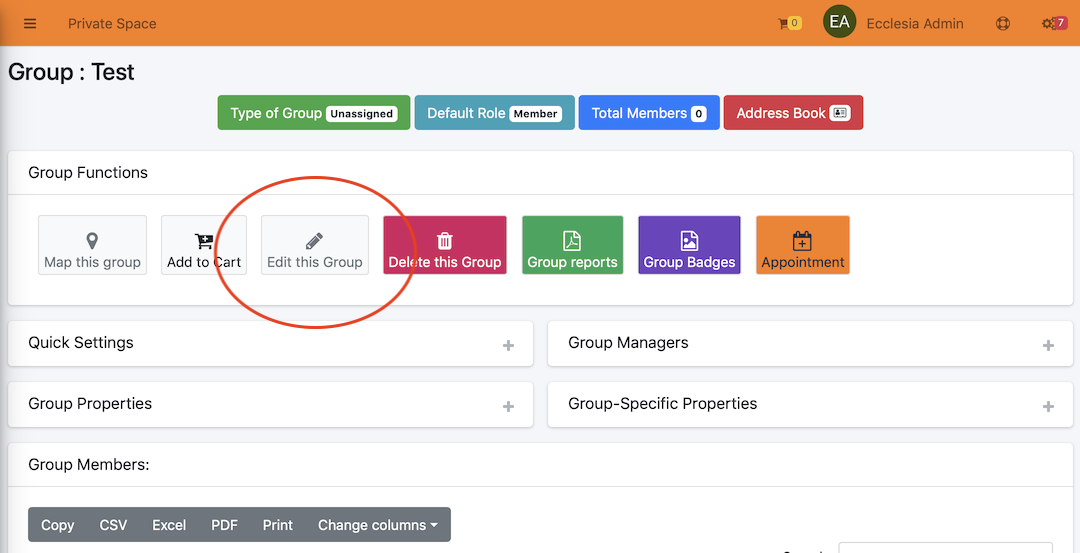 Private Space 0 EA Ecclesia Admin 7
Group : Test
Type of Group Unassigned Default Role Member Total Members 0 Address Book
Group Functions
Map this group Add to Cart Edit this Group Delete this Group Group reports Group Badges Appointment
Quick Settings Group Managers
Group Properties Group-Specific Properties
Group Members:
Copy CSV Excel PDF Print Change columns